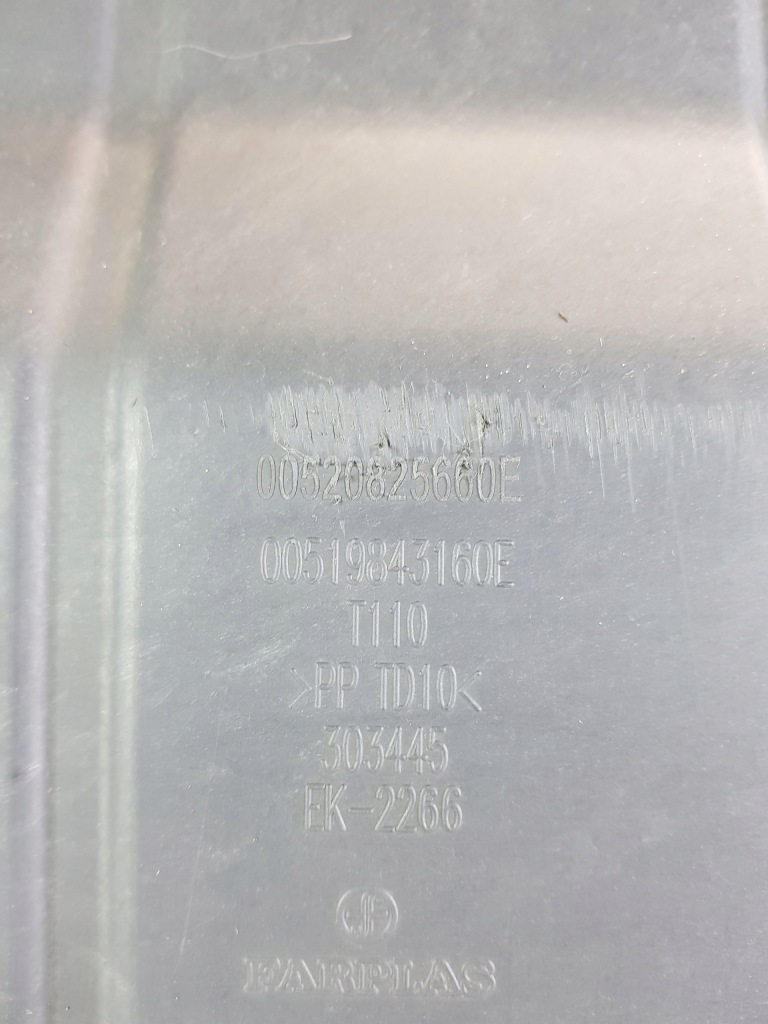 00520825660E
00519843160E
T110
>PP TD10<
303445
EK-2266
FARPLAS